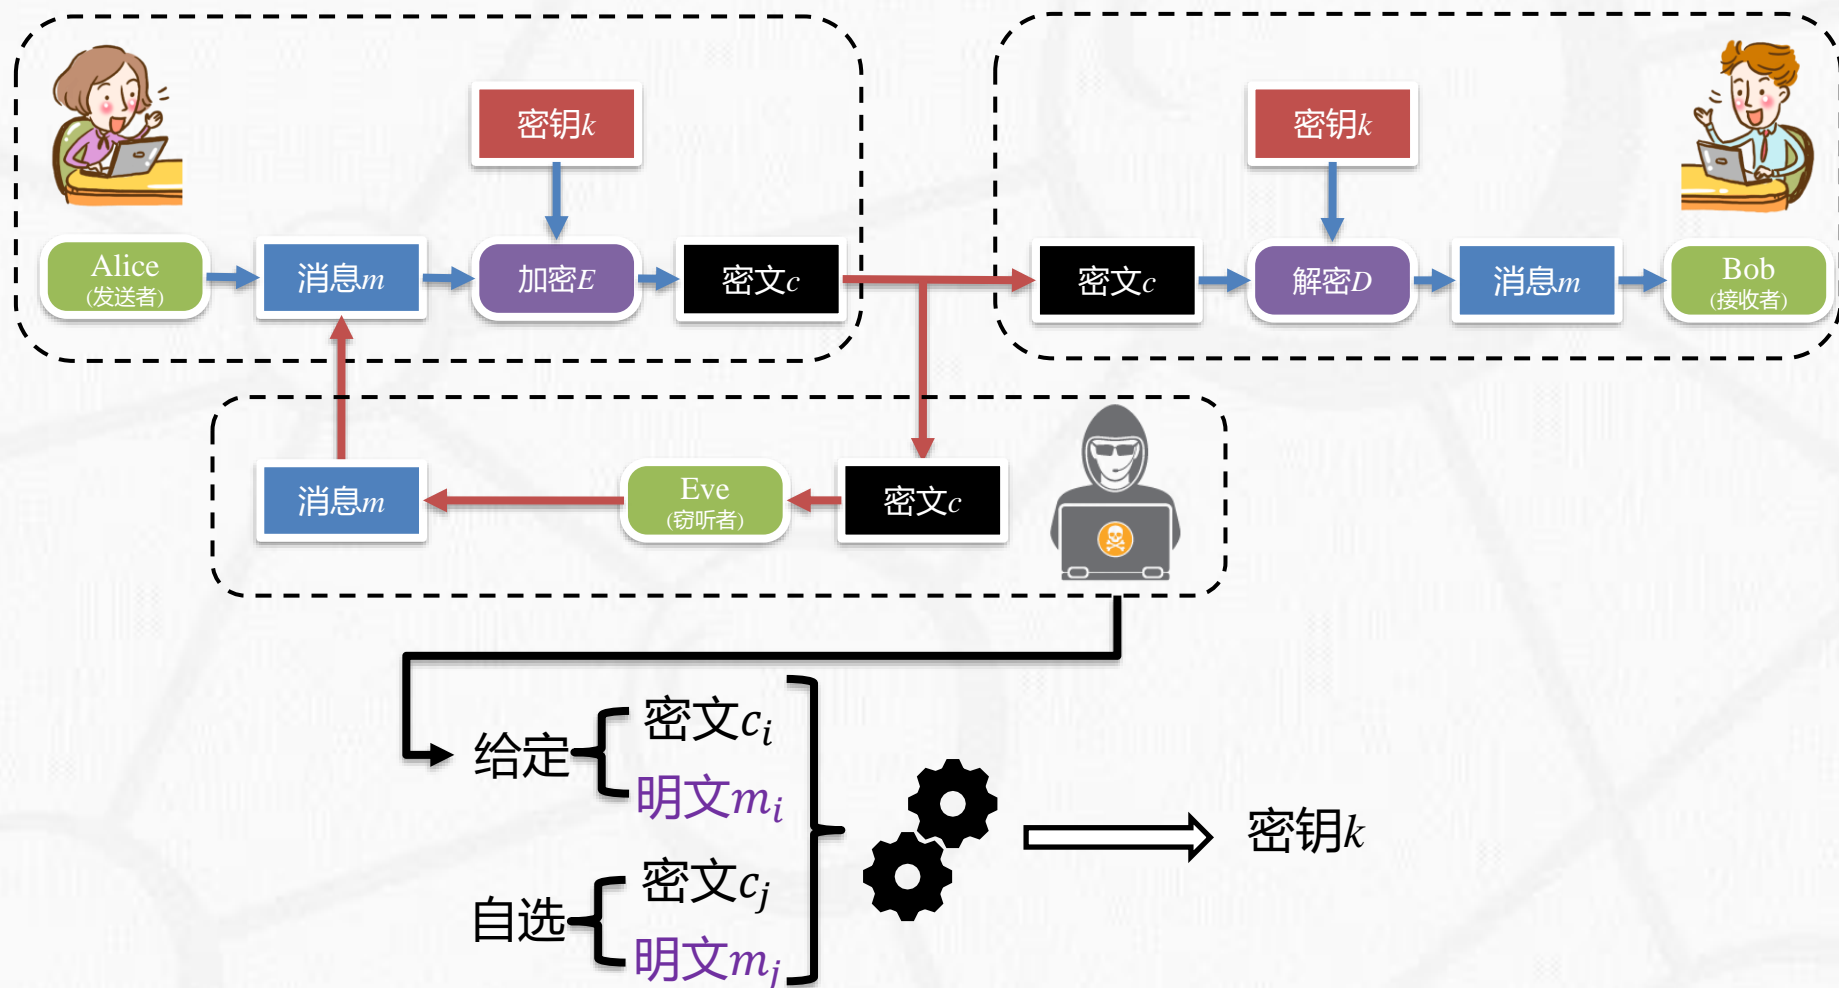 密钥k
密钥k
Alice
(发送者)
消息m
加密E
密文c
密文c
解密D
消息m
Bob
(接收者)
消息m
Eve
(窃听者)
密文c
给定
密文cᵢ
明文mᵢ
密钥k
自选
密文cⱼ
明文mⱼ